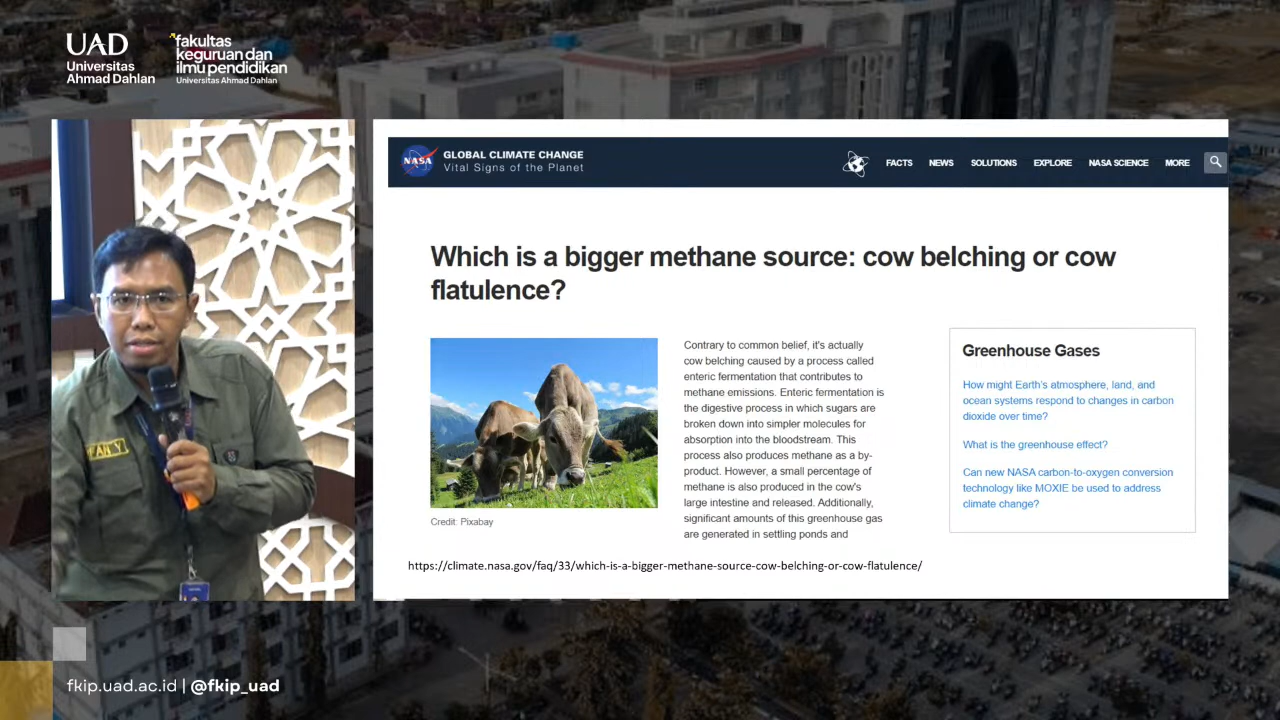 UAD
Universitas
Ahmad Dahlan
fakultas
keguruan dan
ilmu pendidikan
Universitas Ahmad Dahlan
NASA
GLOBAL CLIMATE CHANGE
Vital Signs of the Planet
FACTS NEWS SOLUTIONS EXPLORE NASA SCIENCE MORE
Which is a bigger methane source: cow belching or cow
flatulence?
Contrary to common belief, it's actually
cow belching caused by a process called
enteric fermentation that contributes to
methane emissions. Enteric fermentation is
the digestive process in which sugars are
broken down into simpler molecules for
absorption into the bloodstream. This
process also produces methane as a by-
product. However, a small percentage of
methane is also produced in the cow's
large intestine and released. Additionally,
significant amounts of this greenhouse gas
are generated in settling ponds and
Credit: Pixabay
Greenhouse Gases
How might Earth's atmosphere, land, and
ocean systems respond to changes in carbon
dioxide over time?
What is the greenhouse effect?
Can new NASA carbon-to-oxygen conversion
technology like MOXIE be used to address
climate change?
https://climate.nasa.gov/faq/33/which-is-a-bigger-methane-source-cow-belching-or-cow-flatulence/
fkip.uad.ac.id | @fkip_uad